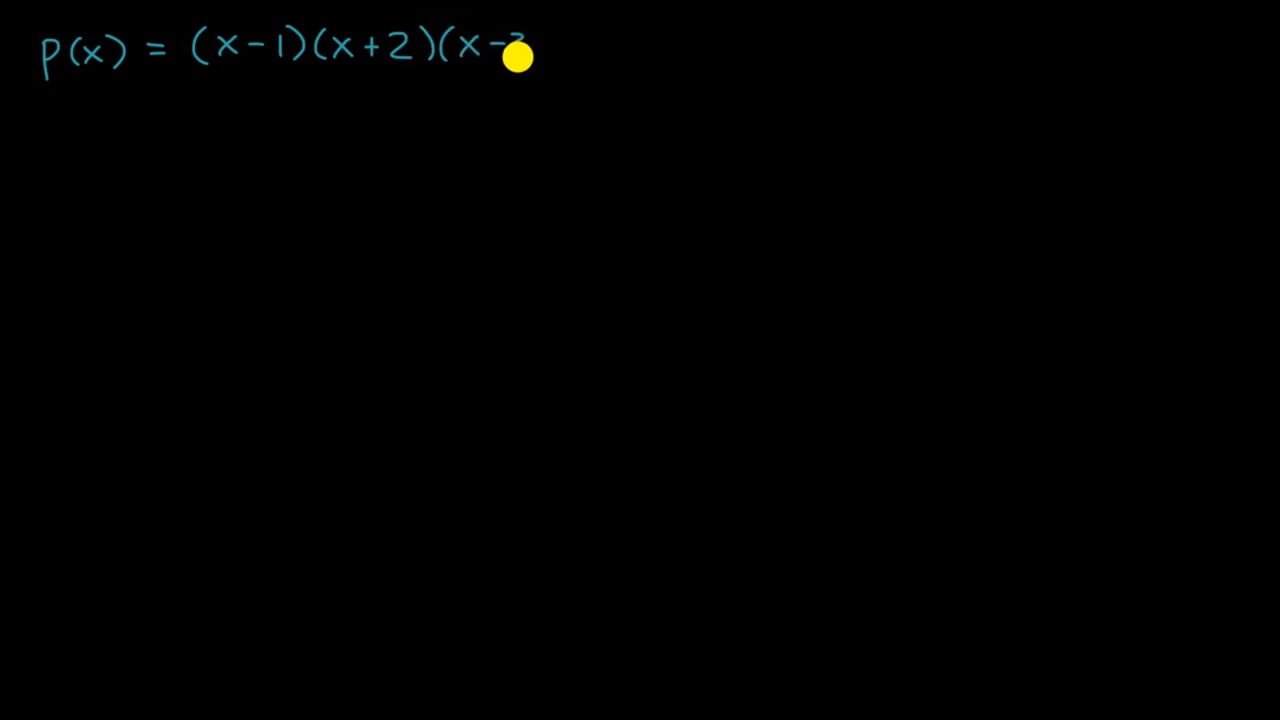 p(x) = (x-1)(x+2)(x-